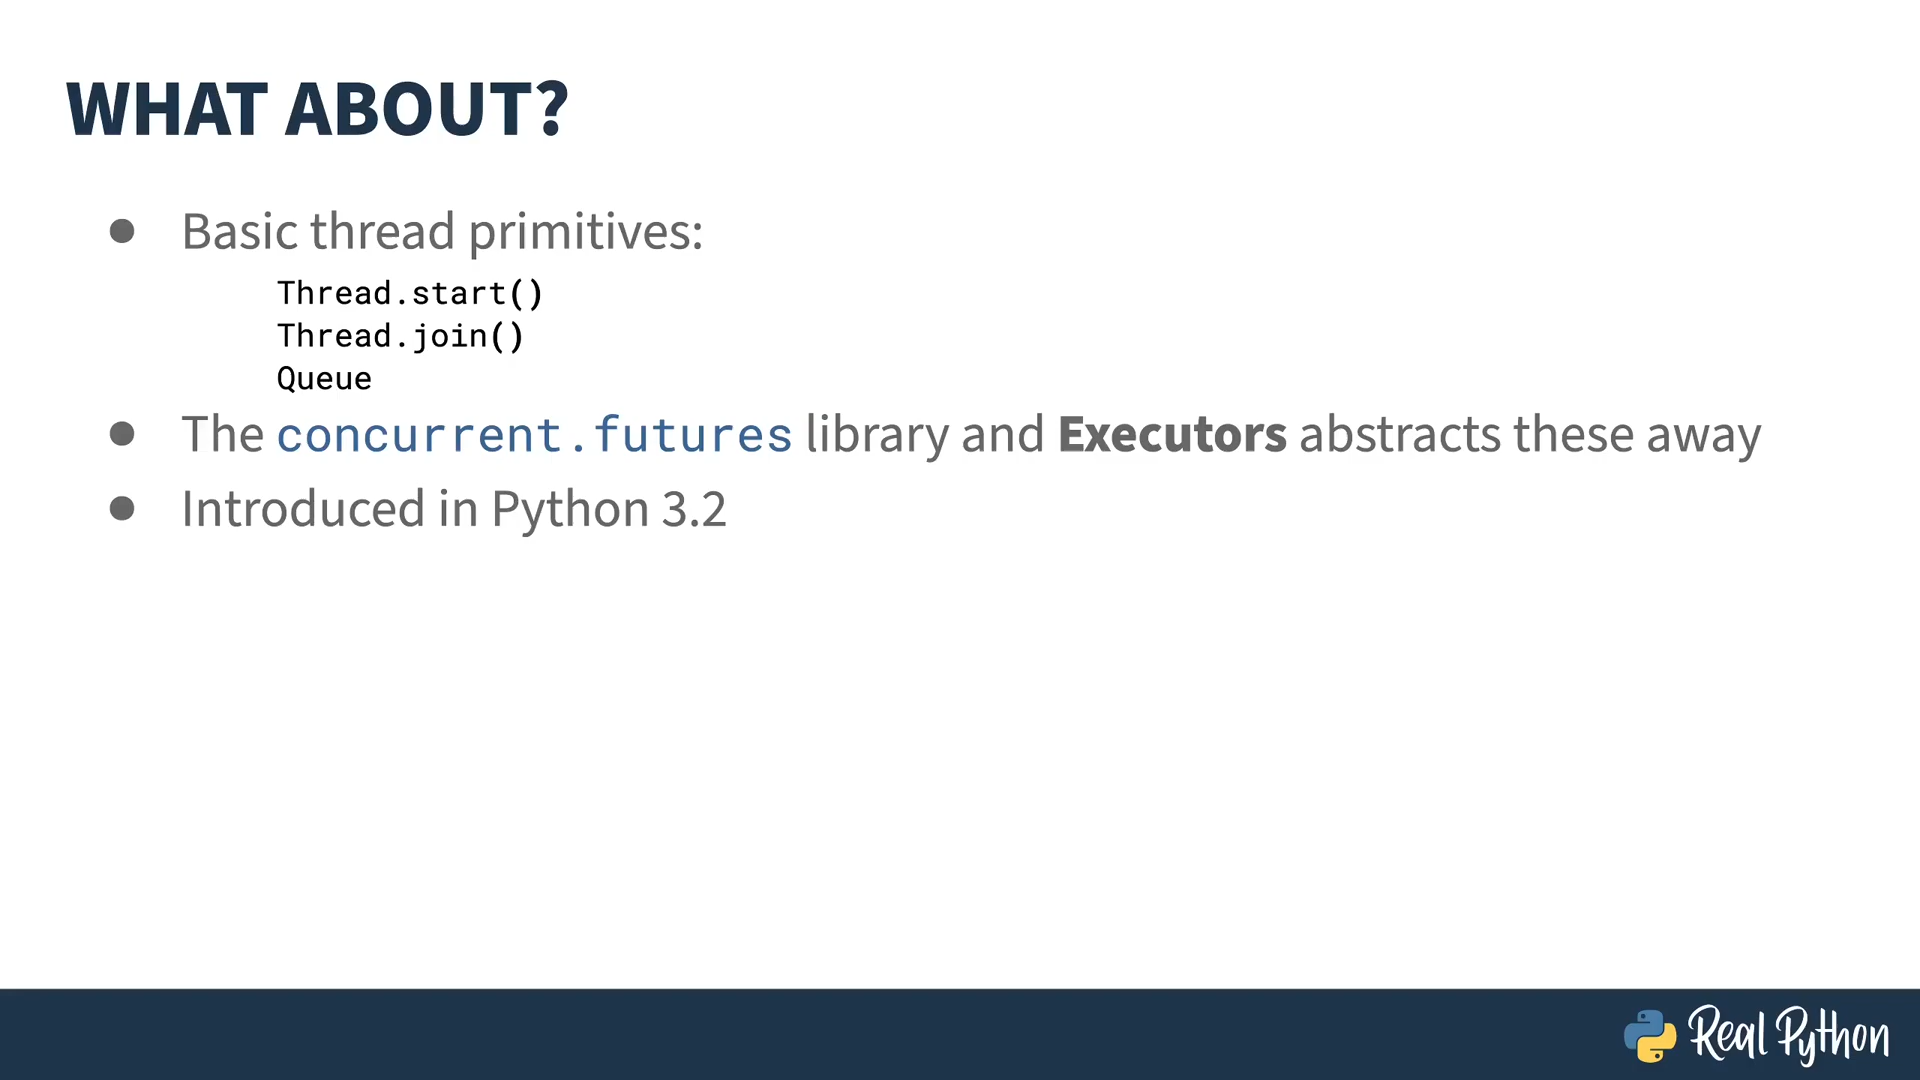 WHAT ABOUT?
● Basic thread primitives:
Thread.start()
Thread.join()
Queue
● The concurrent.futures library and Executors abstracts these away
● Introduced in Python 3.2
Real Python